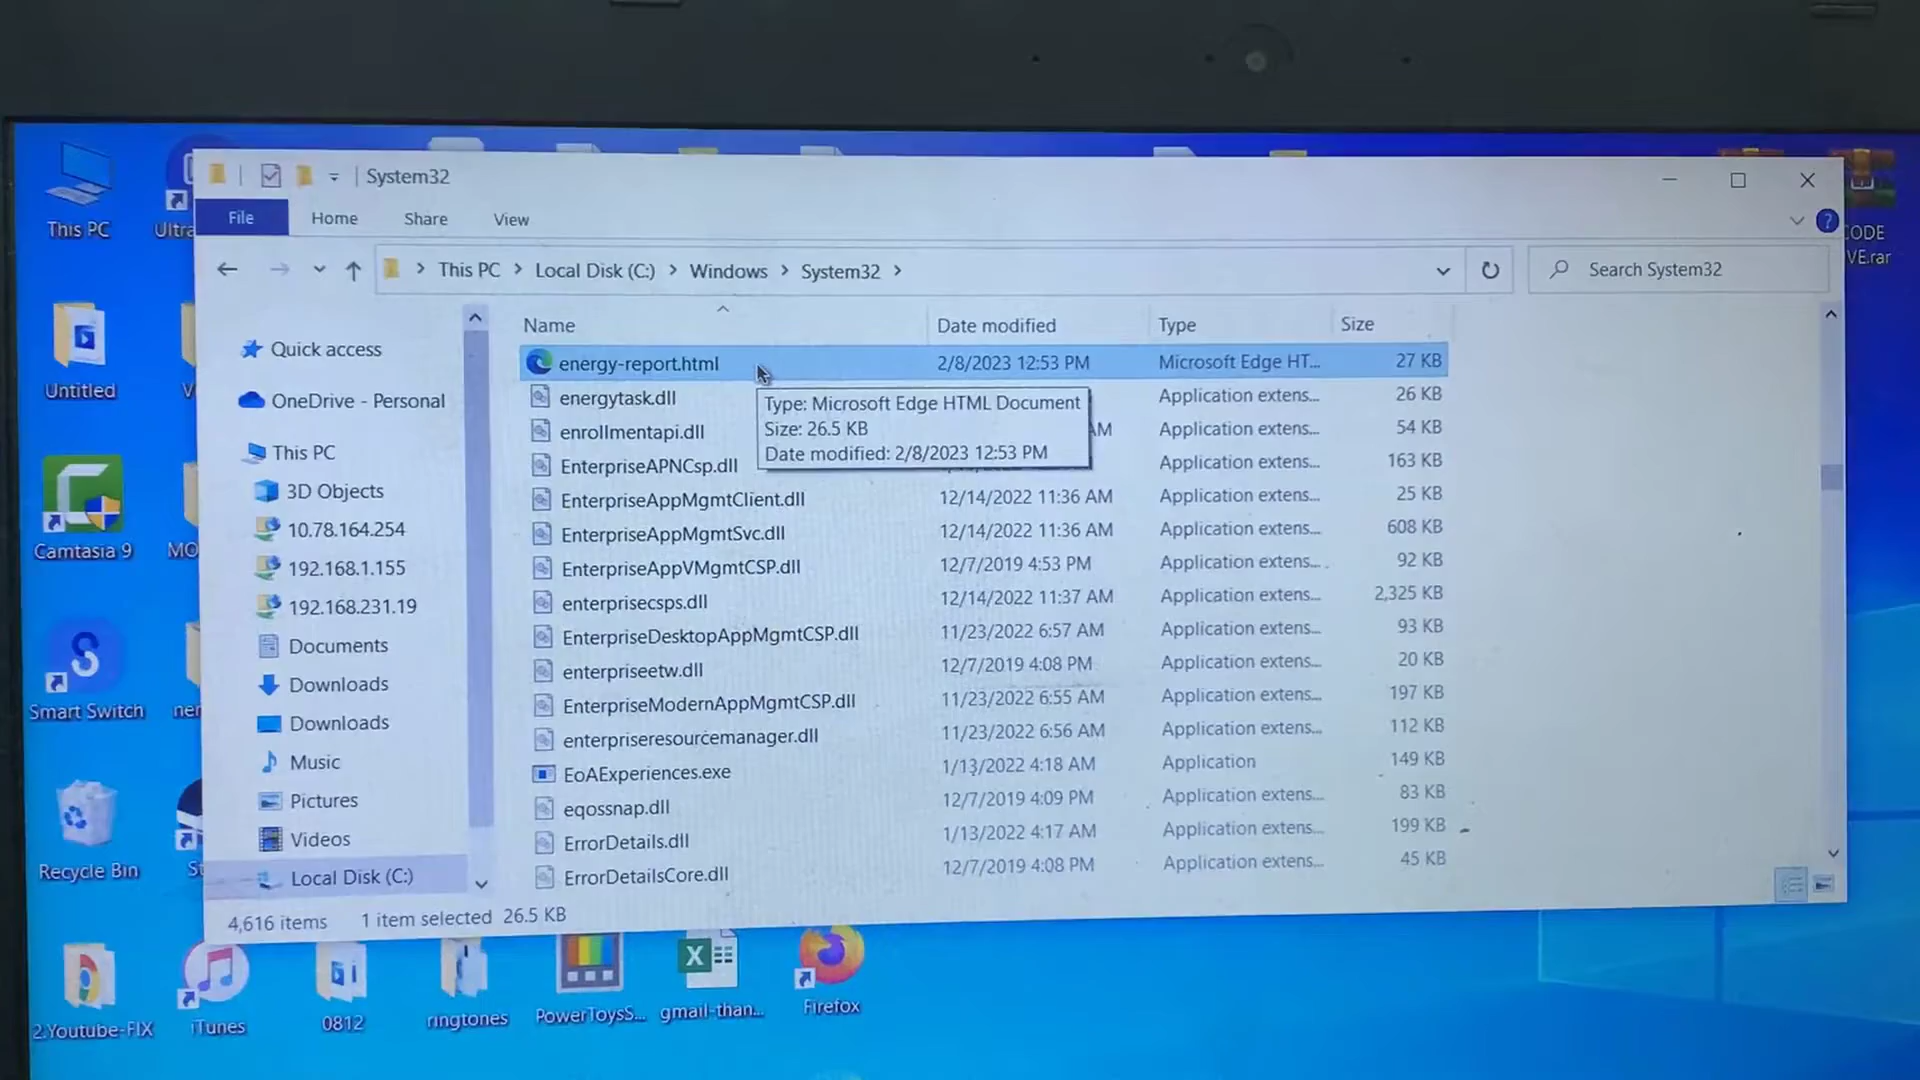 System32
File Home Share View
This PC > Local Disk (C:) > Windows > System32 >
Search System32
Name Date modified Type Size
energy-report.html 2/8/2023 12:53 PM Microsoft Edge HT... 27 KB
energytask.dll Application extens... 26 KB
enrollmentapi.dll AM Application extens... 54 KB
EnterpriseAPNCsp.dll Application extens... 163 KB
EnterpriseAppMgmtClient.dll 12/14/2022 11:36 AM Application extens... 25 KB
EnterpriseAppMgmtSvc.dll 12/14/2022 11:36 AM Application extens... 608 KB
EnterpriseAppVMgmtCSP.dll 12/7/2019 4:53 PM Application extens... 92 KB
enterprisecsps.dll 12/14/2022 11:37 AM Application extens... 2,325 KB
EnterpriseDesktopAppMgmtCSP.dll 11/23/2022 6:57 AM Application extens... 93 KB
enterpriseetw.dll 12/7/2019 4:08 PM Application extens... 20 KB
EnterpriseModernAppMgmtCSP.dll 11/23/2022 6:55 AM Application extens... 197 KB
enterpriseresourcemanager.dll 11/23/2022 6:56 AM Application extens... 112 KB
EoAExperiences.exe 1/13/2022 4:18 AM Application 149 KB
eqossnap.dll 12/7/2019 4:09 PM Application extens... 83 KB
ErrorDetails.dll 1/13/2022 4:17 AM Application extens... 199 KB
ErrorDetailsCore.dll 12/7/2019 4:08 PM Application extens... 45 KB
Type: Microsoft Edge HTML Document
Size: 26.5 KB
Date modified: 2/8/2023 12:53 PM
Quick access
OneDrive - Personal
This PC
3D Objects
10.78.164.254
192.168.1.155
192.168.231.19
Documents
Downloads
Downloads
Music
Pictures
Videos
Local Disk (C:)
4,616 items 1 item selected 26.5 KB
This PC
Ultra
Untitled
Camtasia 9
MO
Smart Switch
Recycle Bin
St
2.Youtube-FIX
iTunes
0812
ringtones
PowerToysS...
gmail-than...
Firefox
CODE
VE.rar